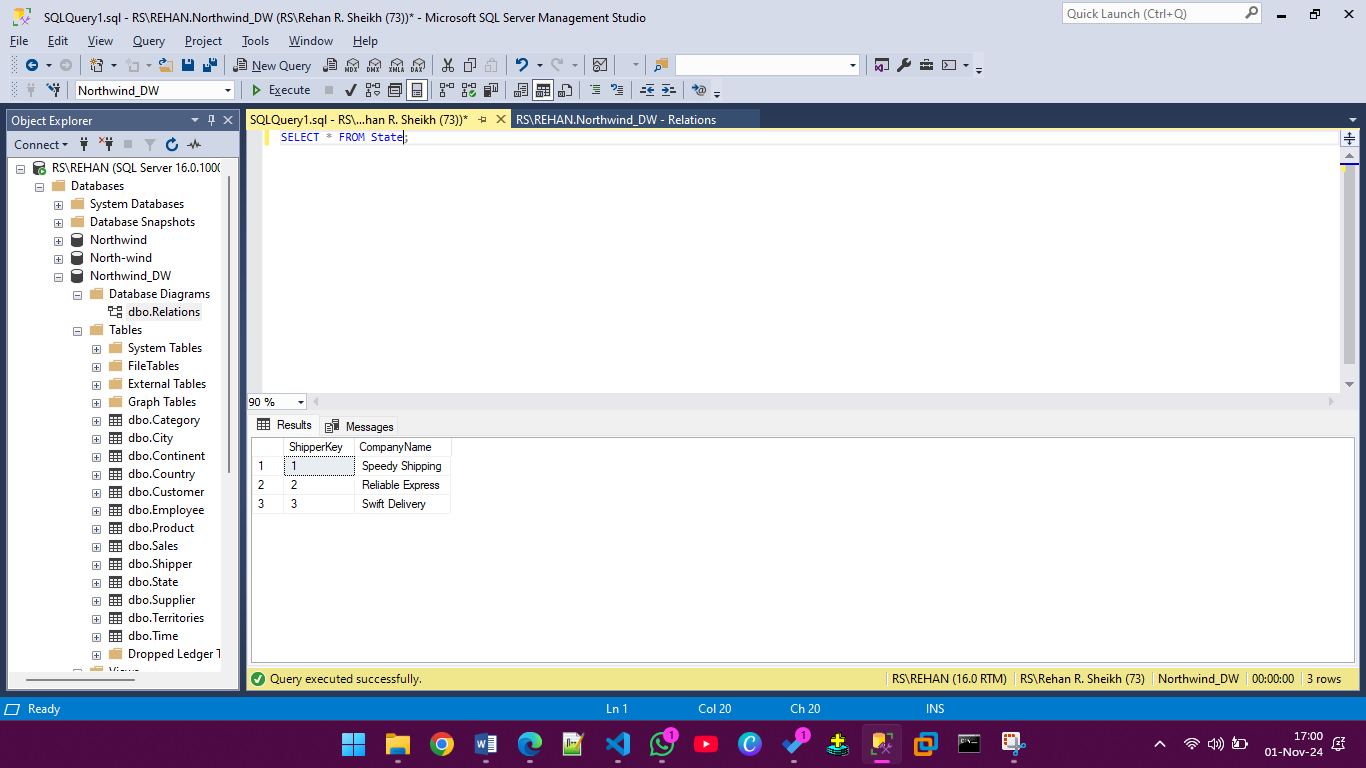 SQLQuery1.sql - RS\REHAN.Northwind_DW (RS\Rehan R. Sheikh (73))* - Microsoft SQL Server Management Studio
Quick Launch (Ctrl+Q)
File Edit View Query Project Tools Window Help
New Query MDX DMX XMLA DAX
Northwind_DW Execute
Object Explorer
SQLQuery1.sql - RS\...han R. Sheikh (73))* RS\REHAN.Northwind_DW - Relations
Connect
SELECT * FROM State;
RS\REHAN (SQL Server 16.0.1000
Databases
System Databases
Database Snapshots
Northwind
North-wind
Northwind_DW
Database Diagrams
dbo.Relations
Tables
System Tables
FileTables
External Tables
Graph Tables
dbo.Category
dbo.City
dbo.Continent
dbo.Country
dbo.Customer
dbo.Employee
dbo.Product
dbo.Sales
dbo.Shipper
dbo.State
dbo.Supplier
dbo.Territories
dbo.Time
Dropped Ledger T
Views
90 %
Results Messages
ShipperKey CompanyName
1 1 Speedy Shipping
2 2 Reliable Express
3 3 Swift Delivery
Query executed successfully. RS\REHAN (16.0 RTM) RS\Rehan R. Sheikh (73) Northwind_DW 00:00:00 3 rows
Ready Ln 1 Col 20 Ch 20 INS
1
1
17:00
01-Nov-24